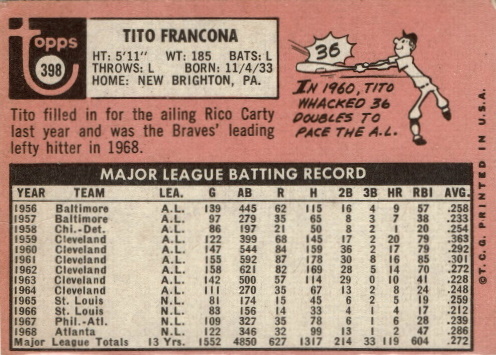 Topps
398
TITO FRANCONA
HT: 5'11" WT: 185 BATS: L
THROWS: L BORN: 11/4/33
HOME: NEW BRIGHTON, PA.
Tito filled in for the ailing Rico Carty
last year and was the Braves' leading
lefty hitter in 1968.
36
IN 1960, TITO
WHACKED 36
DOUBLES TO
PACE THE A.L.
MAJOR LEAGUE BATTING RECORD
YEAR TEAM LEA. G AB R H 2B 3B HR RBI AVG.
1956 Baltimore A.L. 139 445 62 115 16 4 9 57 .258
1957 Baltimore A.L. 97 279 35 65 8 3 7 38 .233
1958 Chi.-Det. A.L. 86 197 21 50 8 2 1 20 .254
1959 Cleveland A.L. 122 399 68 145 17 2 20 79 .363
1960 Cleveland A.L. 147 544 84 159 36 2 17 79 .292
1961 Cleveland A.L. 155 592 87 178 30 8 16 85 .301
1962 Cleveland A.L. 158 621 82 169 28 5 14 70 .272
1963 Cleveland A.L. 142 500 57 114 29 0 10 41 .228
1964 Cleveland A.L. 111 270 35 67 13 2 8 24 .248
1965 St. Louis N.L. 81 174 15 45 6 2 5 19 .259
1966 St. Louis N.L. 83 156 14 33 4 1 4 17 .212
1967 Phil.-Atl. N.L. 109 327 35 78 6 1 6 28 .239
1968 Atlanta N.L. 122 346 32 99 13 1 2 47 .286
Major League Totals 13 Yrs. 1552 4850 627 1317 214 33 119 604 .272
©T.C.G. PRINTED IN U.S.A.